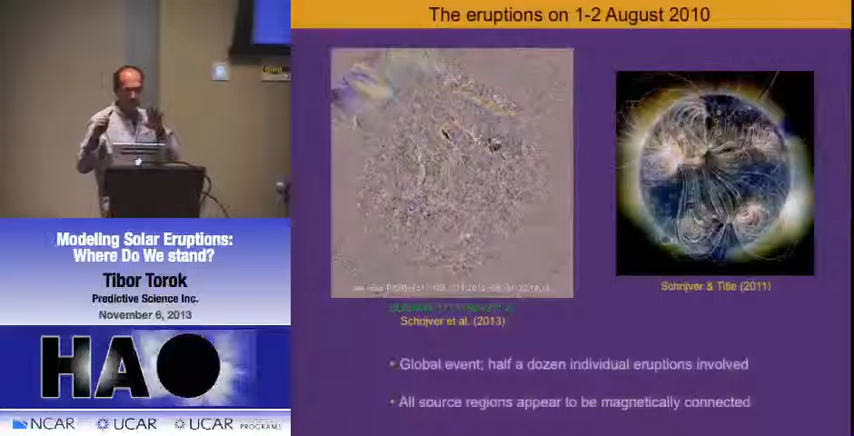 The eruptions on 1-2 August 2010
Schrijver et al. (2013)
Schrijver & Title (2011)
• Global event; half a dozen individual eruptions involved
• All source regions appear to be magnetically connected
Modeling Solar Eruptions:
Where Do We stand?
Tibor Torok
Predictive Science Inc.
November 6, 2013
HAO
NCAR
UCAR
UCAR
PROGRAMS